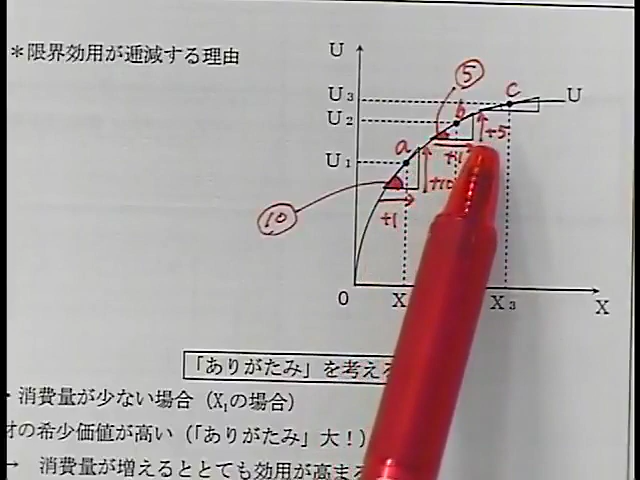 *限界効用が逓減する理由
U
⑤
U₃
c
U
U₂
b
+5
U₁
a
+1
+10
⑩
+1
0
X
X₃
X
「ありがたみ」を考え
・消費量が少ない場合(X₁の場合)
材の希少価値が高い(「ありがたみ」大!)
→ 消費量が増えるととても効用が高ま